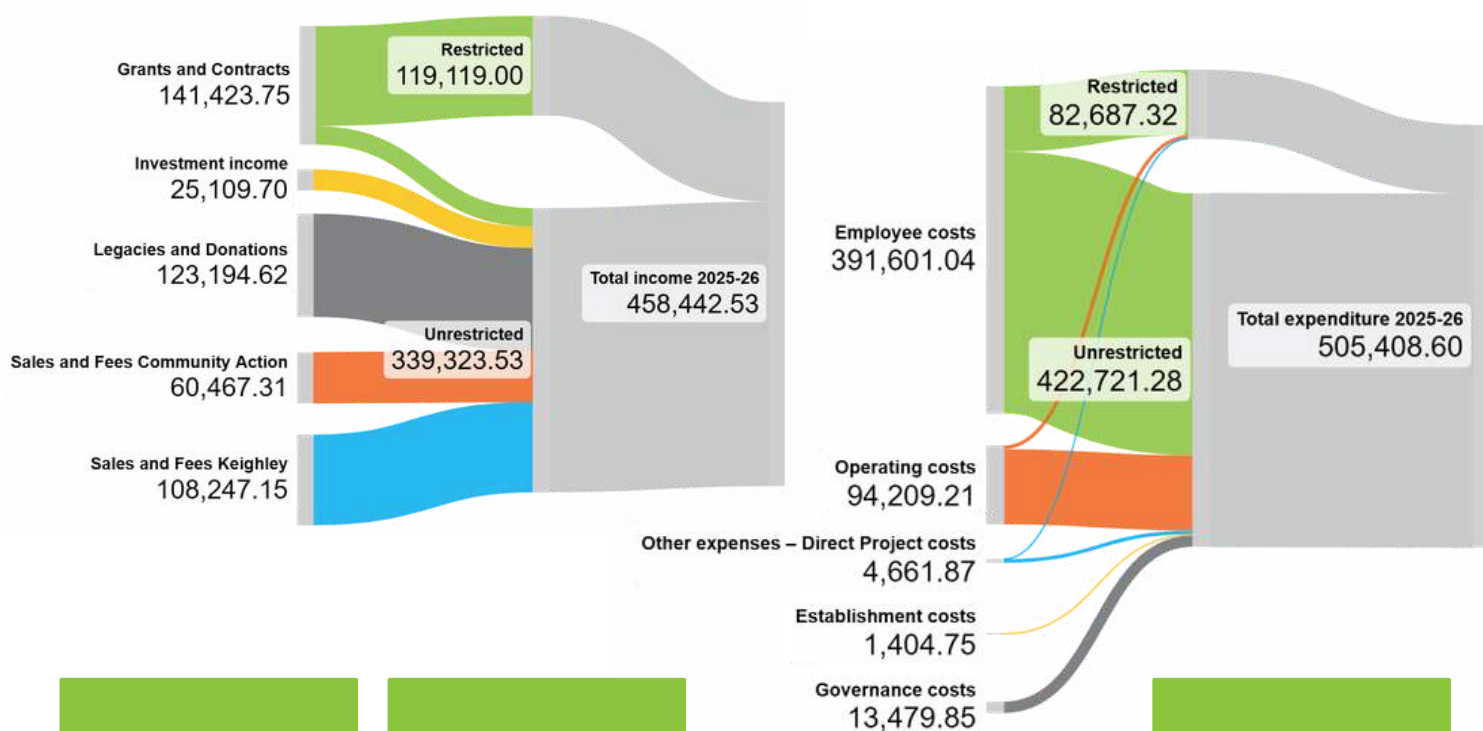 Grants and Contracts
141,423.75
Investment income
25,109.70
Legacies and Donations
123,194.62
Sales and Fees Community Action
60,467.31
Sales and Fees Keighley
108,247.15
Restricted
119,119.00
Unrestricted
339,323.53
Total income 2025-26
458,442.53
Employee costs
391,601.04
Operating costs
94,209.21
Other expenses – Direct Project costs
4,661.87
Establishment costs
1,404.75
Governance costs
13,479.85
Restricted
82,687.32
Unrestricted
422,721.28
Total expenditure 2025-26
505,408.60